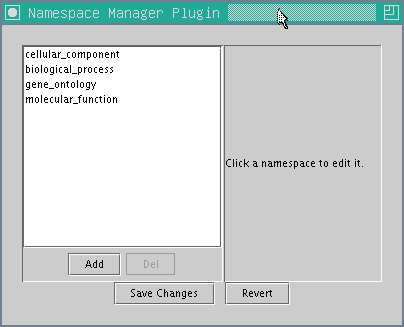 Namespace Manager Plugin
cellular_component
biological_process
gene_ontology
molecular_function
Click a namespace to edit it.
Add Del
Save Changes Revert